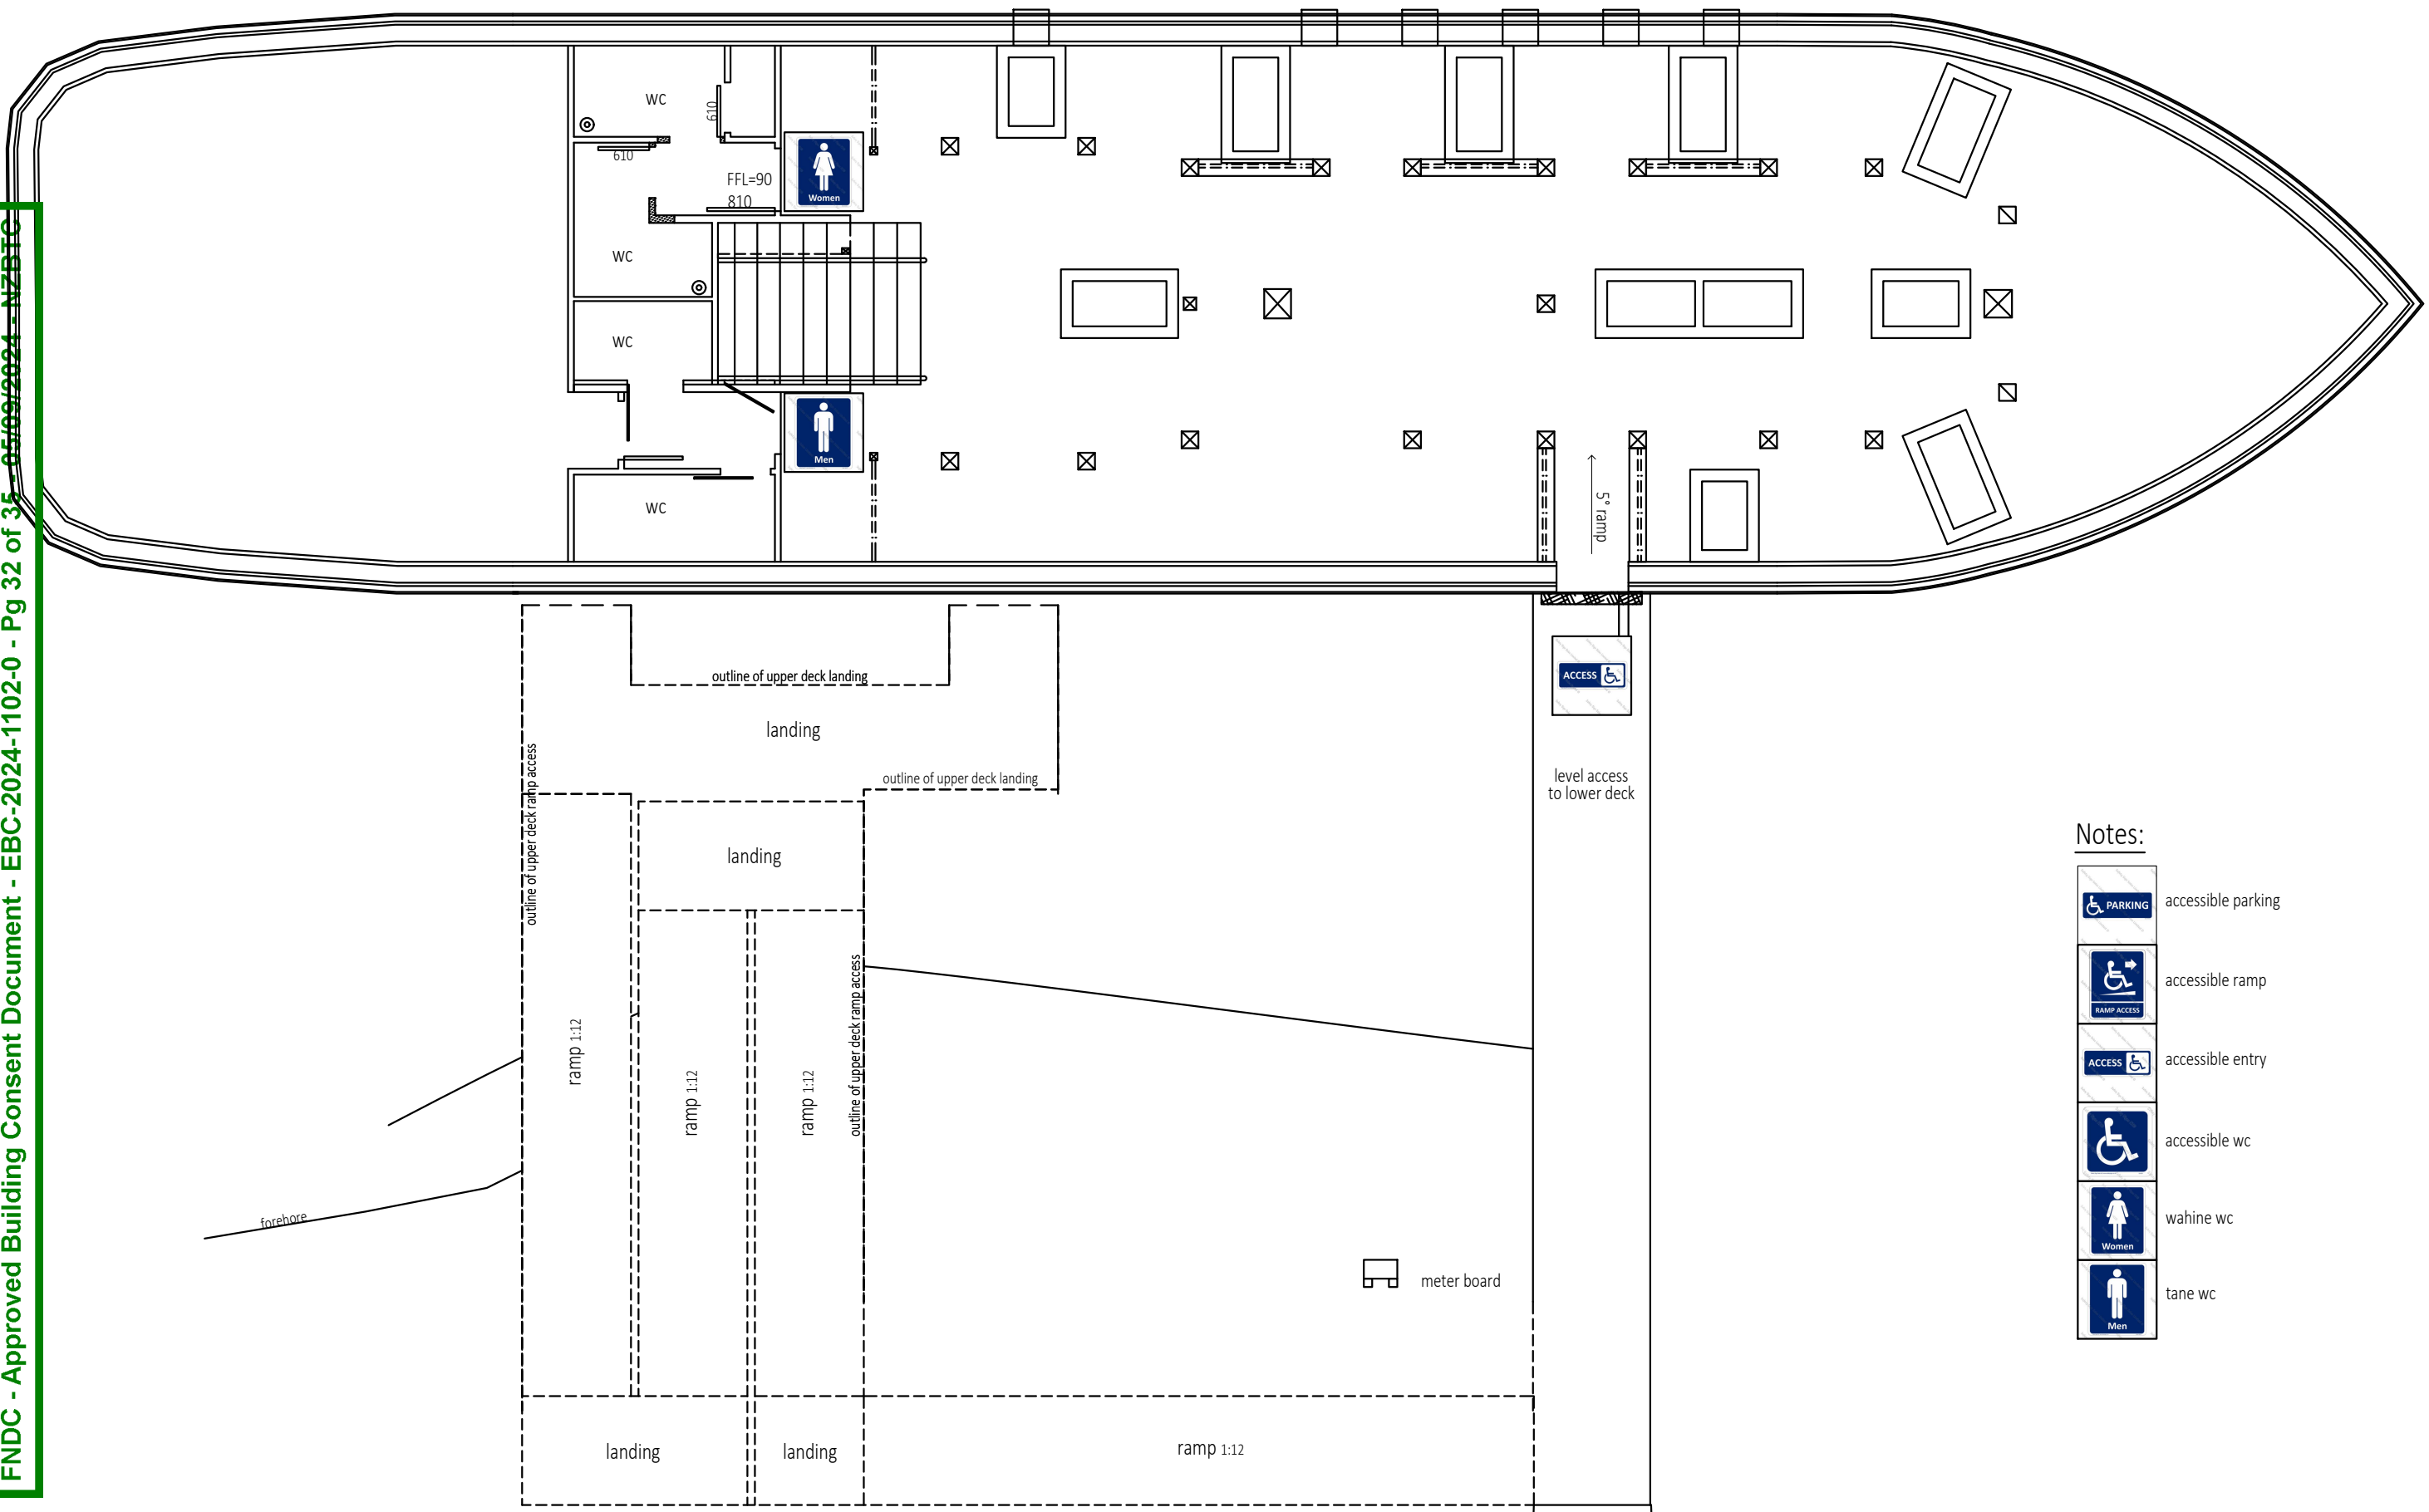 FNDC - Approved Building Consent Document - EBC-2024-1102-0 - Pg 32 of 35 - 05/09/2024 - NZBTC
WC
610
610
FFL=90
810
Women
WC
WC
Men
WC
5° ramp
ACCESS
outline of upper deck landing
landing
outline of upper deck landing
outline of upper deck ramp access
level access
to lower deck
landing
outline of upper deck ramp access
ramp 1:12
ramp 1:12
ramp 1:12
forehore
meter board
landing
landing
ramp 1:12
Notes:
PARKING
accessible parking
RAMP ACCESS
accessible ramp
ACCESS
accessible entry
accessible wc
Women
wahine wc
Men
tane wc